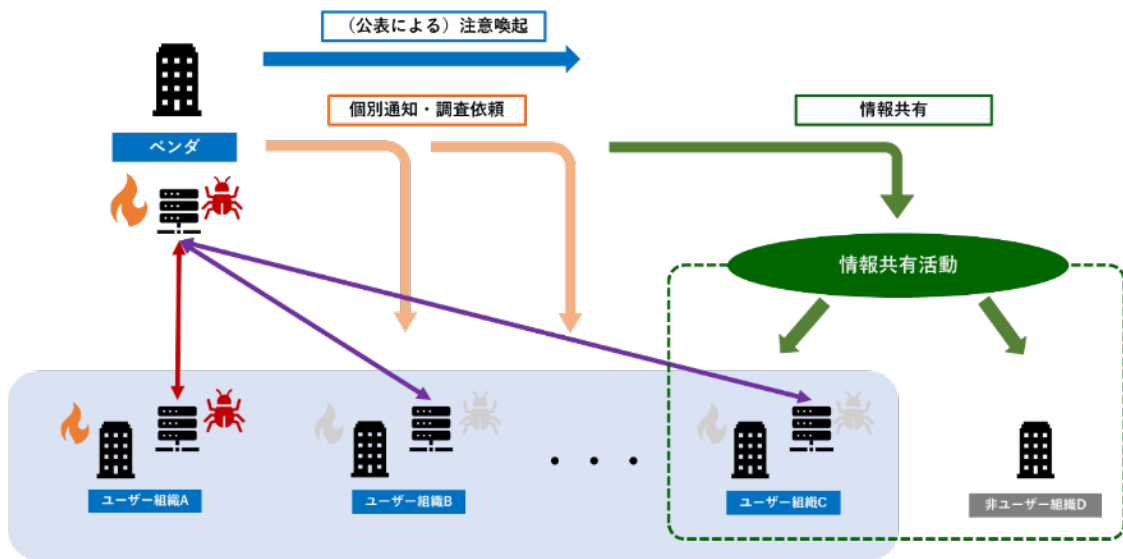 （公表による）注意喚起
個別通知・調査依頼
情報共有
ベンダ
情報共有活動
・・・
ユーザー組織A
ユーザー組織B
ユーザー組織C
非ユーザー組織D